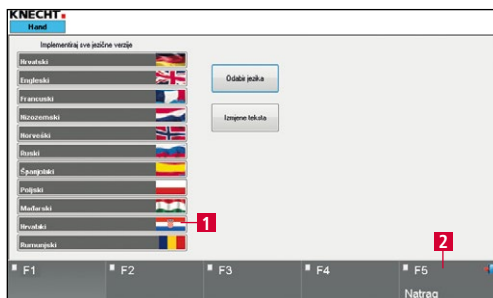 KNECHT
Hand
Implementiraj sve jezične verzije
Hrvatski
Engleski
Francuski
Nizozemski
Norveški
Ruski
Španjolski
Poljski
Mađarski
Hrvatski
Rumunjski
Odabir jezika
Izmjene teksta
1
2
F1
F2
F3
F4
F5
Natrag